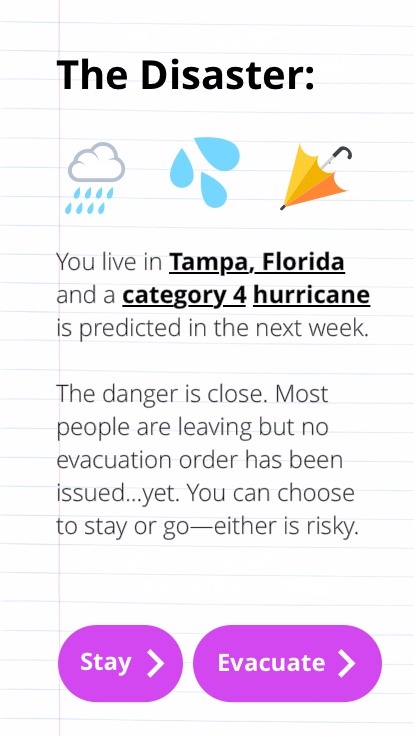 The Disaster:
You live in Tampa, Florida
and a category 4 hurricane
is predicted in the next week.
The danger is close. Most
people are leaving but no
evacuation order has been
issued...yet. You can choose
to stay or go—either is risky.
Stay
Evacuate